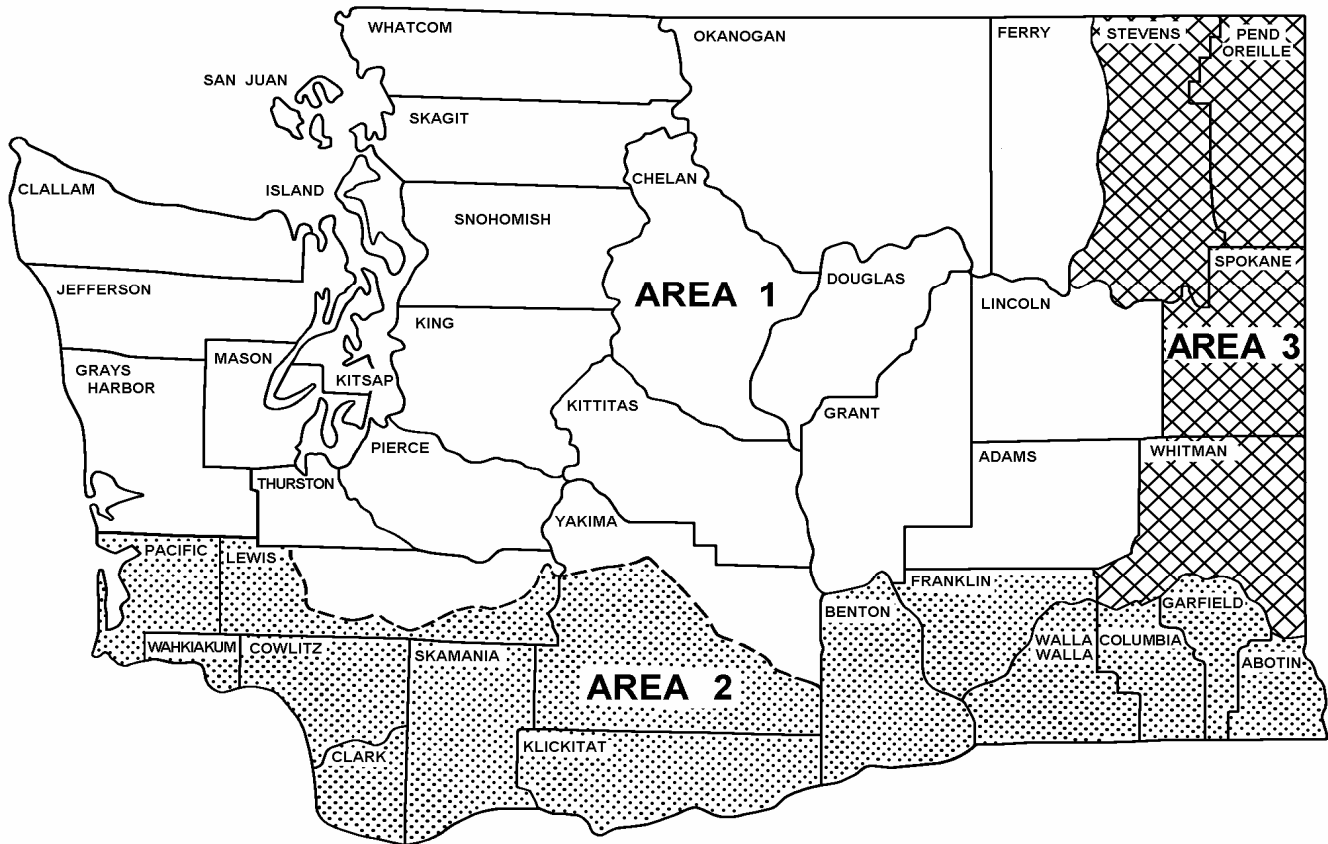 WHATCOM
OKANOGAN
FERRY
STEVENS
PEND
OREILLE
SAN JUAN
SKAGIT
CLALLAM
ISLAND
CHELAN
SNOHOMISH
SPOKANE
JEFFERSON
AREA 1
DOUGLAS
LINCOLN
KING
MASON
AREA 3
GRAYS
HARBOR
KITSAP
KITTITAS
GRANT
PIERCE
ADAMS
WHITMAN
THURSTON
YAKIMA
PACIFIC
LEWIS
FRANKLIN
BENTON
GARFIELD
WAHKIAKUM
COWLITZ
SKAMANIA
WALLA
WALLA
COLUMBIA
ABOTIN
AREA 2
KLICKITAT
CLARK